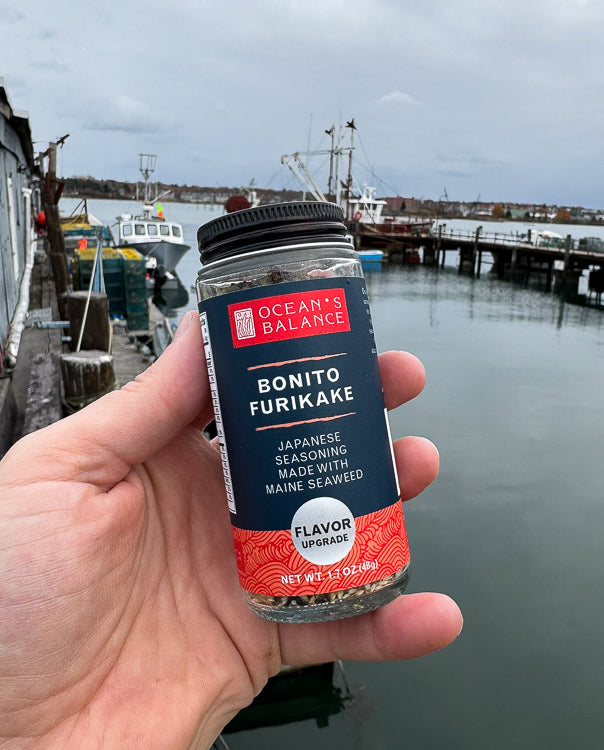 OCEAN'S
BALANCE
BONITO
FURIKAKE
JAPANESE
SEASONING
MADE WITH
MAINE SEAWEED
FLAVOR
UPGRADE
NET WT. 1.7 OZ (48g)